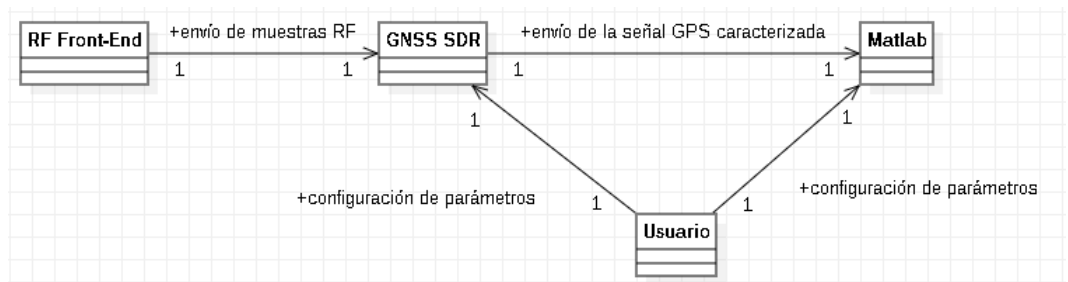 RF Front-End
+envío de muestras RF
GNSS SDR
+envío de la señal GPS caracterizada
Matlab
1
1
1
1
1
1
+configuración de parámetros
+configuración de parámetros
1
1
Usuario